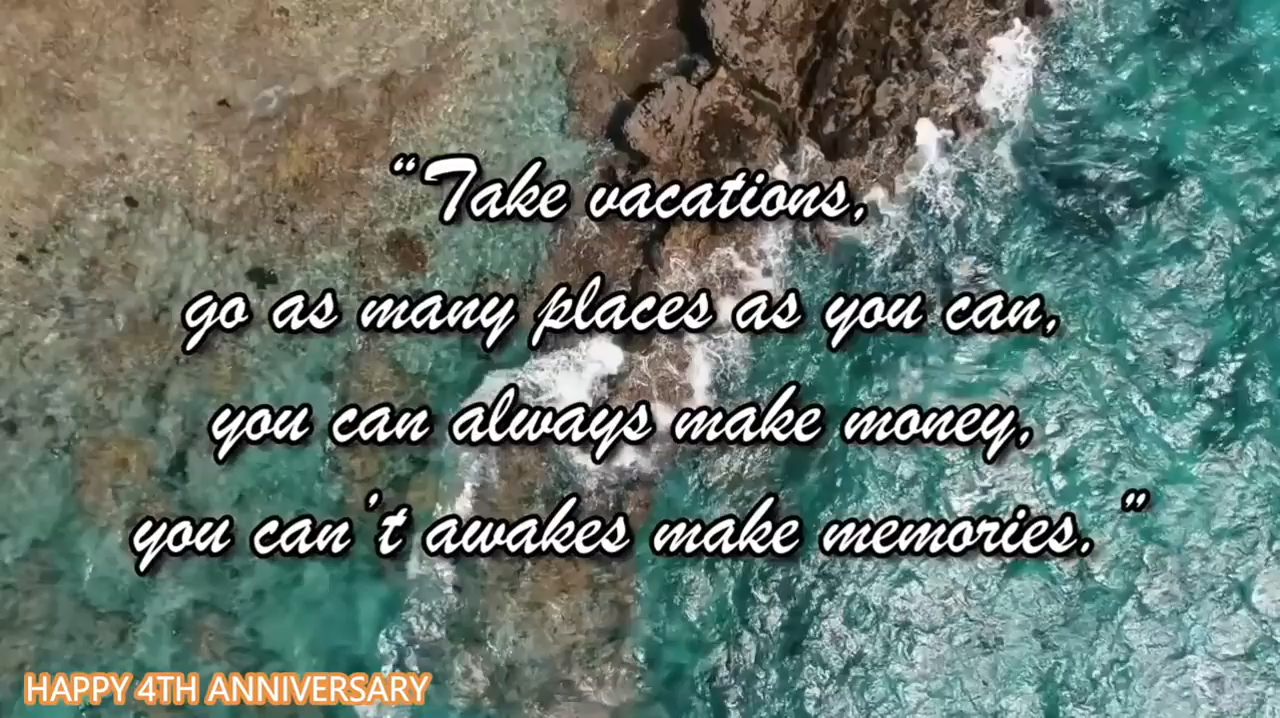 “Take vacations,
go as many places as you can,
you can always make money,
you can’t awakes make memories. ”
HAPPY 4TH ANNIVERSARY